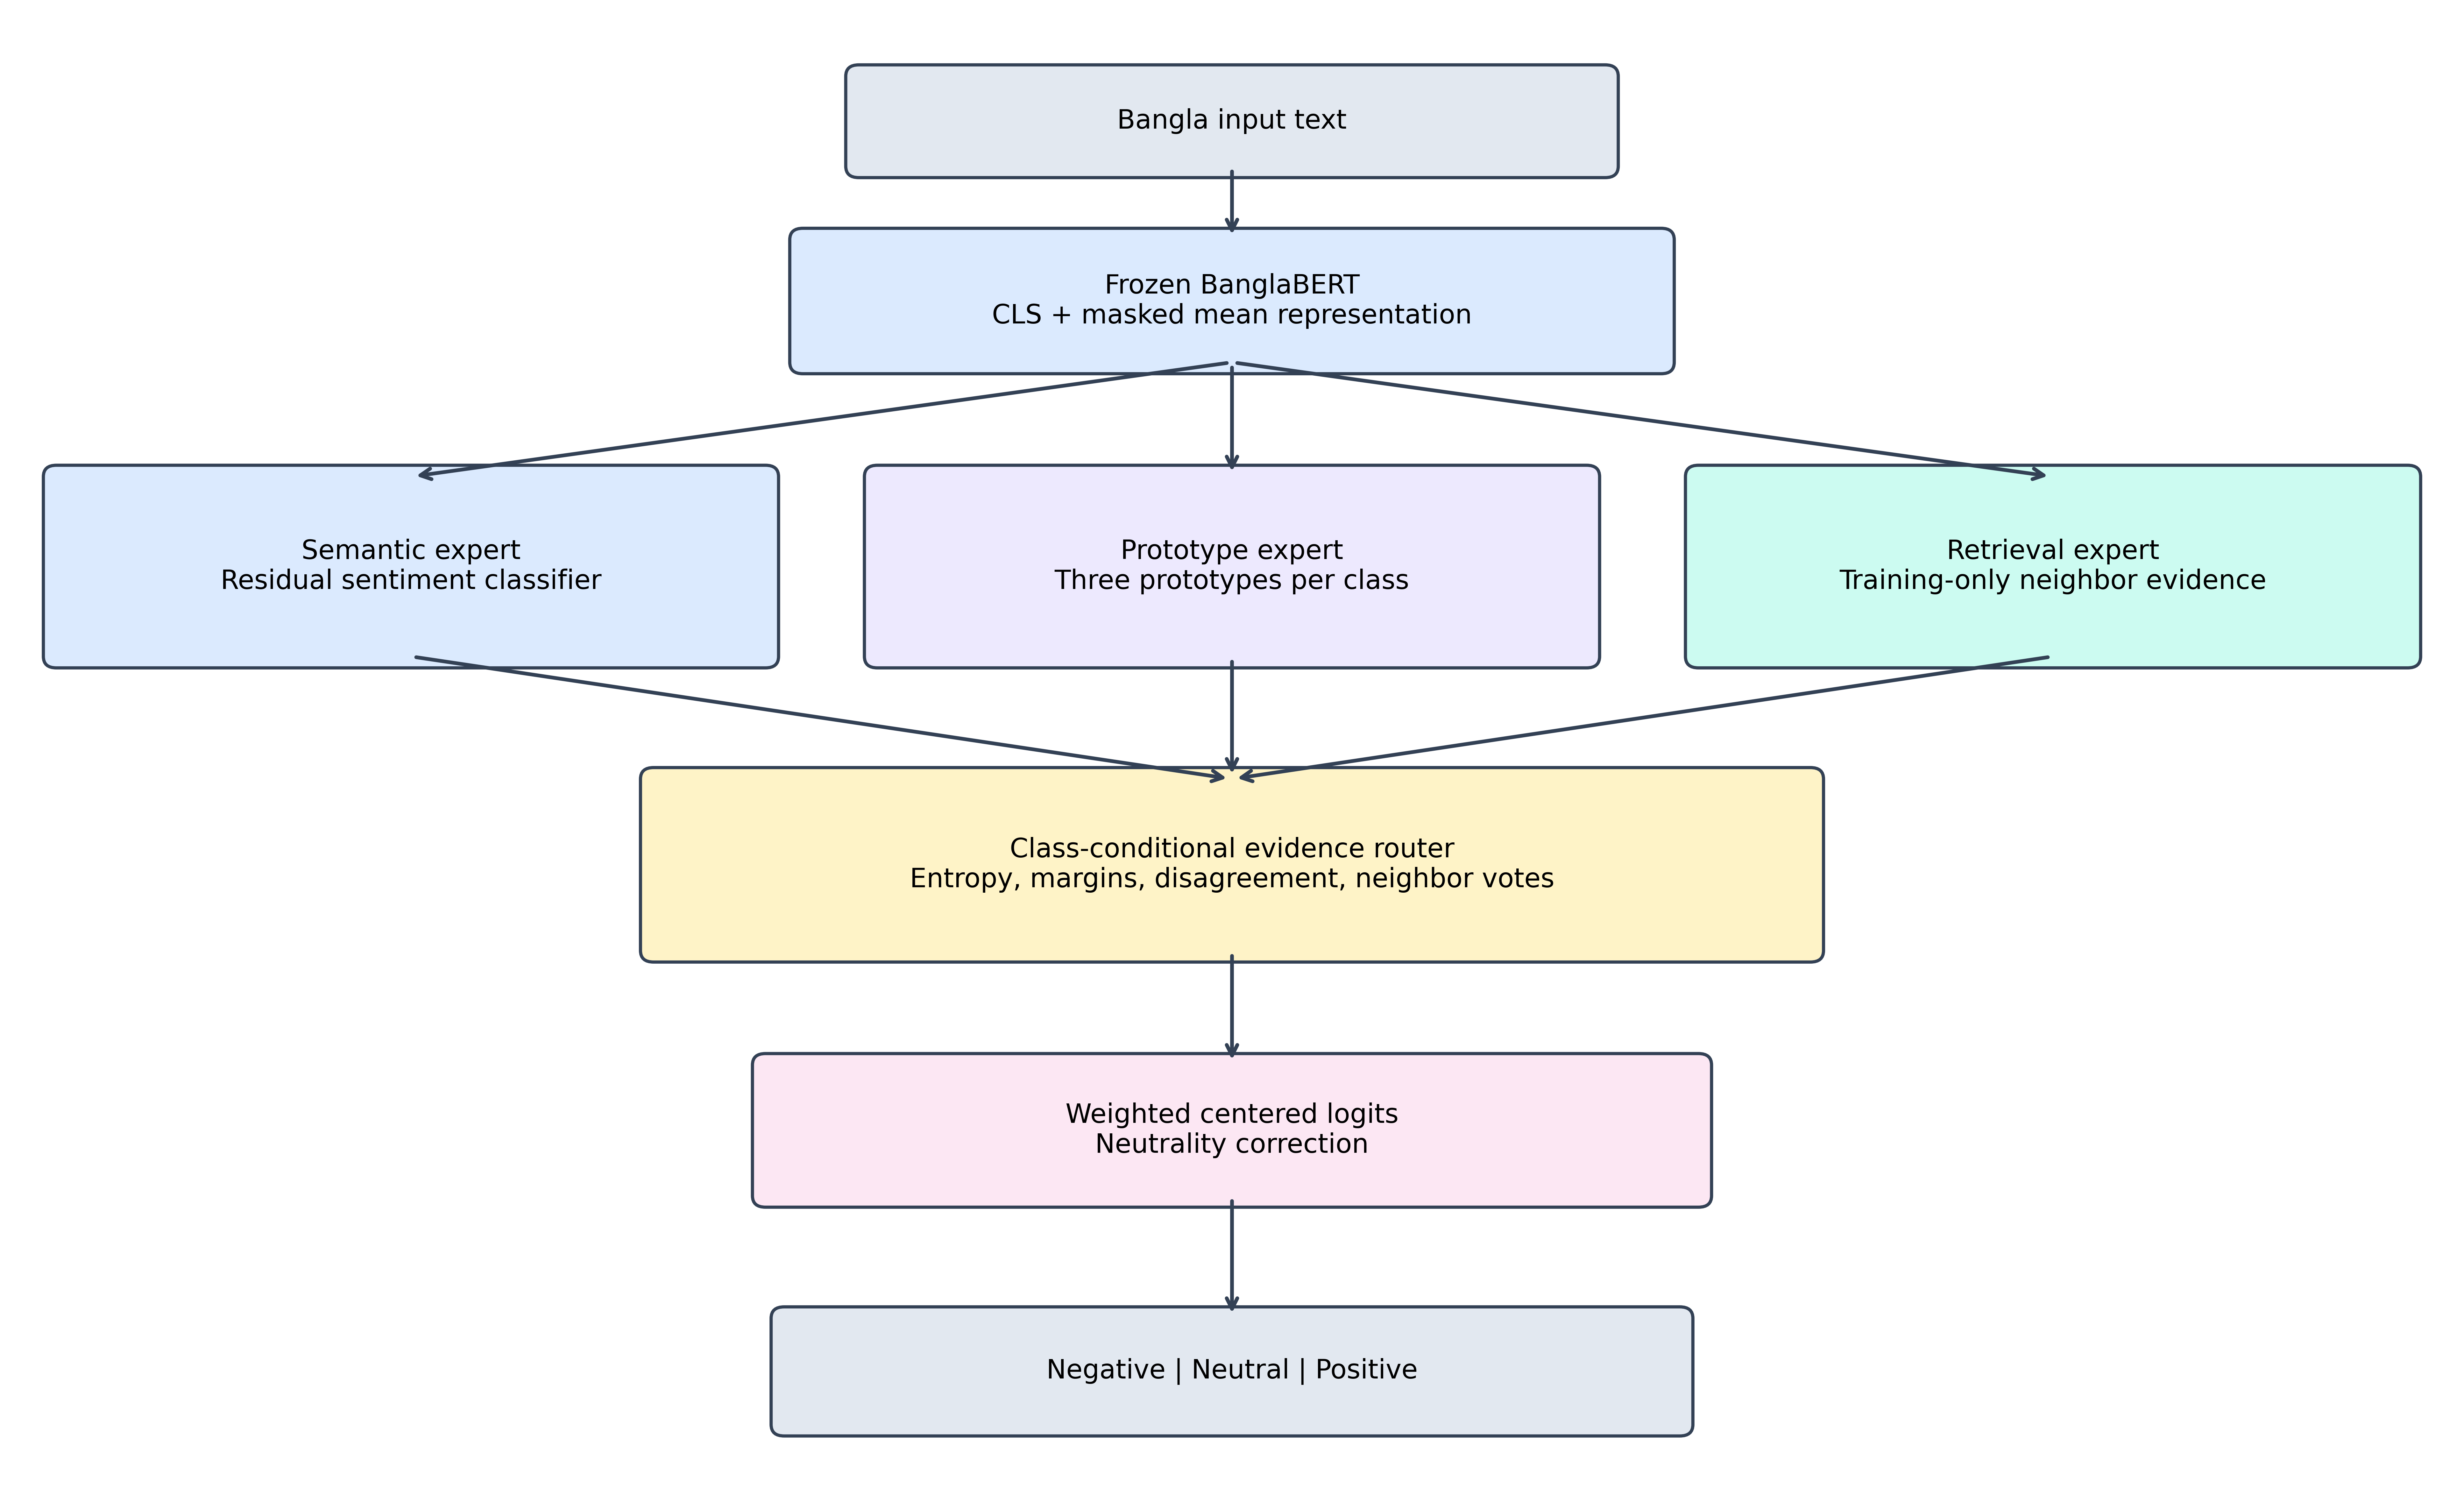 Bangla input text
Frozen BanglaBERT
CLS + masked mean representation
Semantic expert
Residual sentiment classifier
Prototype expert
Three prototypes per class
Retrieval expert
Training-only neighbor evidence
Class-conditional evidence router
Entropy, margins, disagreement, neighbor votes
Weighted centered logits
Neutrality correction
Negative | Neutral | Positive